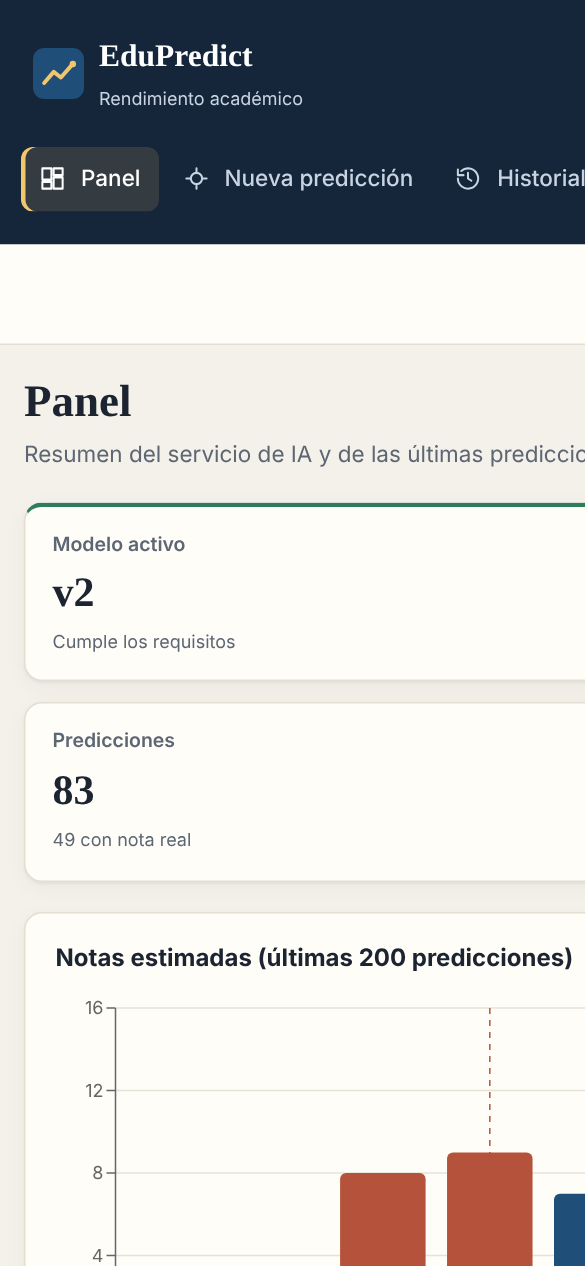 EduPredict
Rendimiento académico
Panel
Nueva predicción
Historial
Panel
Resumen del servicio de IA y de las últimas prediccio
Modelo activo
v2
Cumple los requisitos
Predicciones
83
49 con nota real
Notas estimadas (últimas 200 predicciones)
16
12
8
4